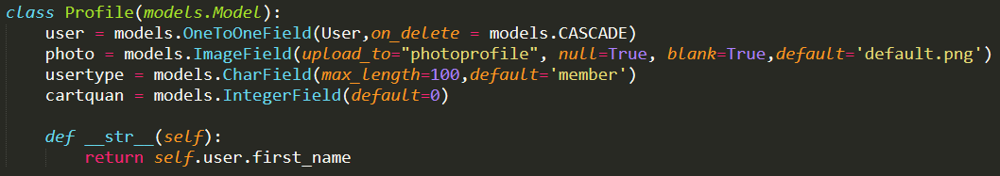 class Profile(models.Model):
    user = models.OneToOneField(User,on_delete = models.CASCADE)
    photo = models.ImageField(upload_to="photoprofile", null=True, blank=True,default='default.png')
    usertype = models.CharField(max_length=100,default='member')
    cartquan = models.IntegerField(default=0)

    def __str__(self):
        return self.user.first_name